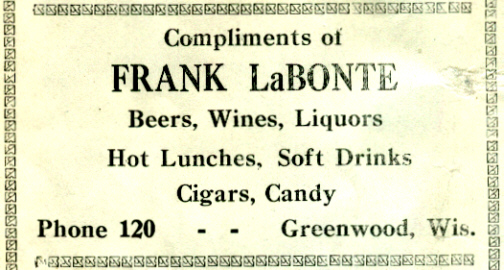 Compliments of
FRANK LaBONTE
Beers, Wines, Liquors
Hot Lunches, Soft Drinks
Cigars, Candy
Phone 120 - - Greenwood, Wis.